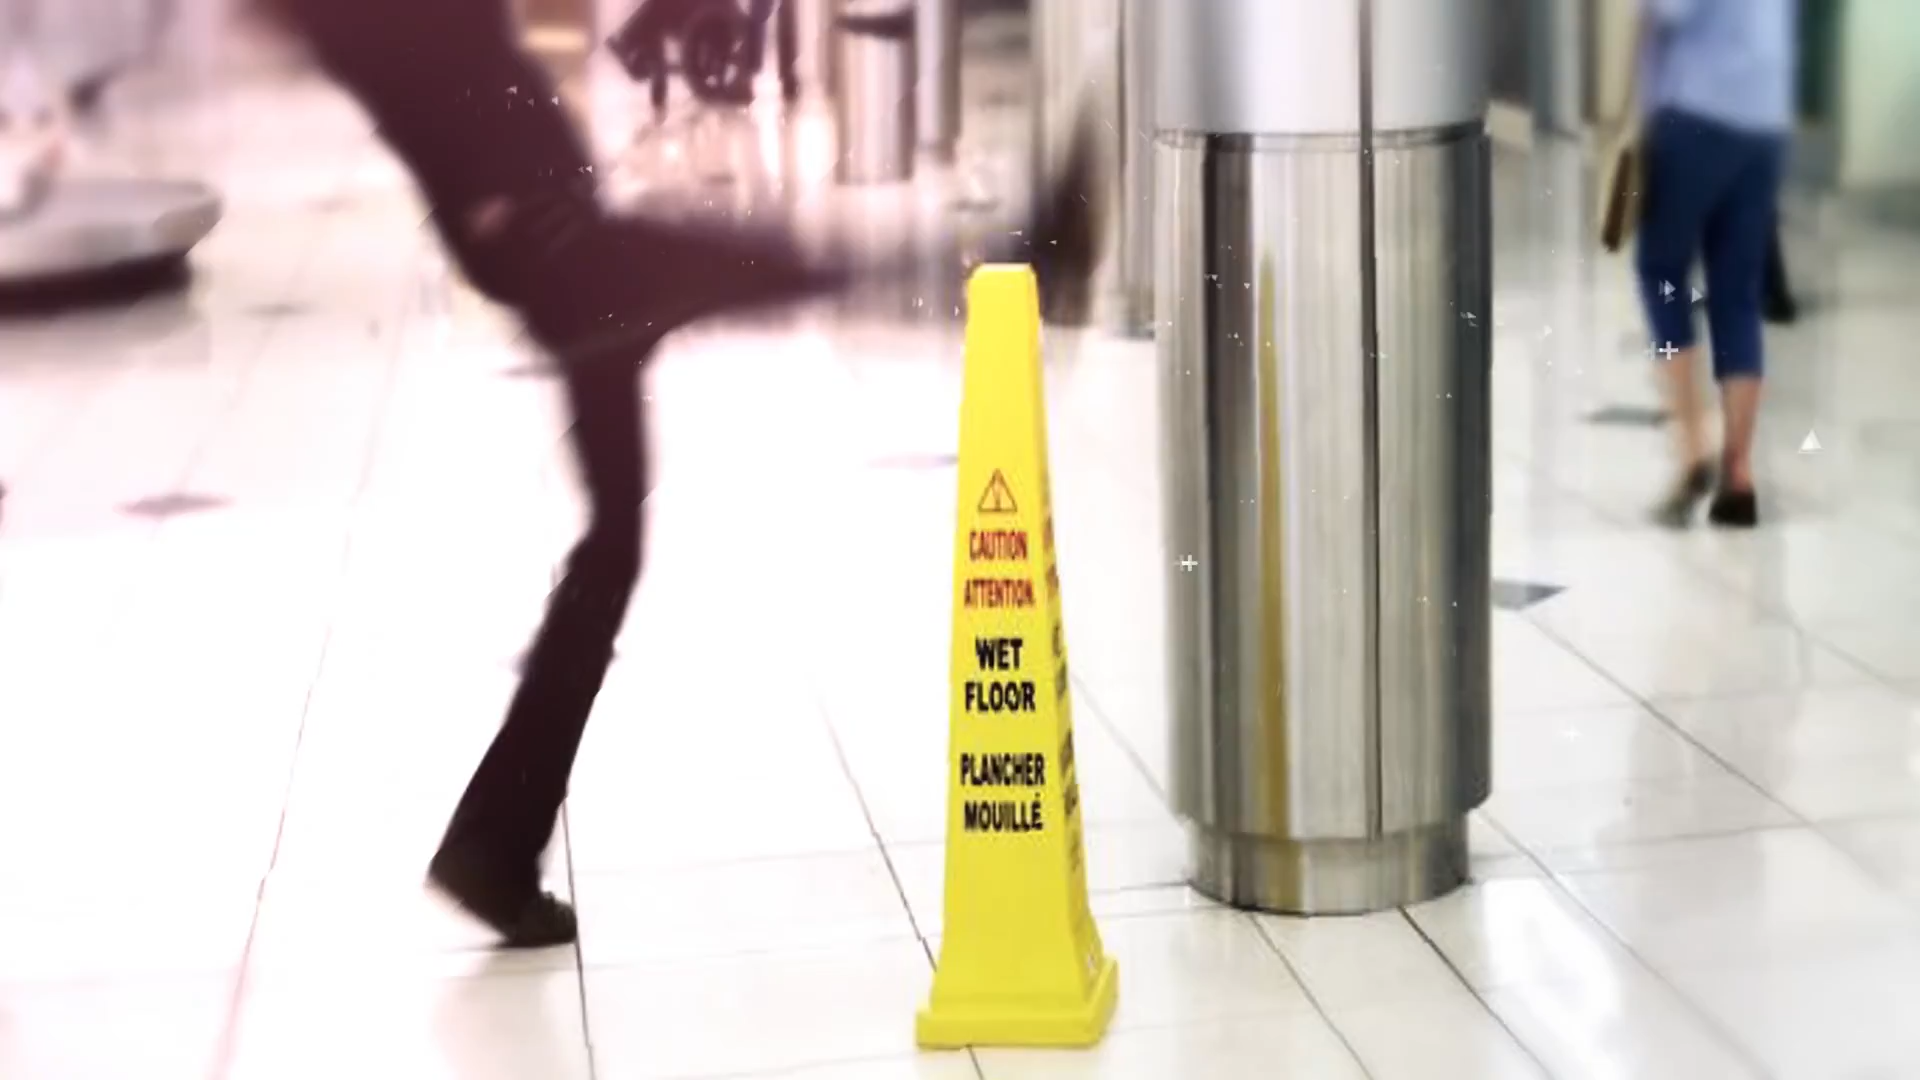 CAUTION
ATTENTION
WET
FLOOR
PLANCHER
MOUILLÉ